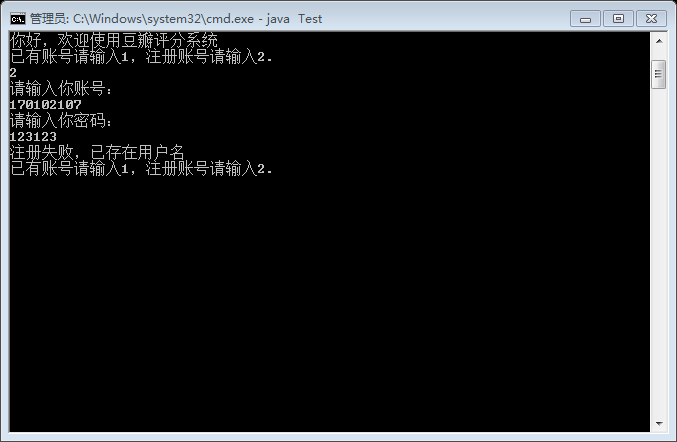 管理员: C:\Windows\system32\cmd.exe - java  Test
你好，欢迎使用豆瓣评分系统
已有账号请输入1，注册账号请输入2.
2
请输入你账号：
170102107
请输入你密码：
123123
注册失败，已存在用户名
已有账号请输入1，注册账号请输入2.